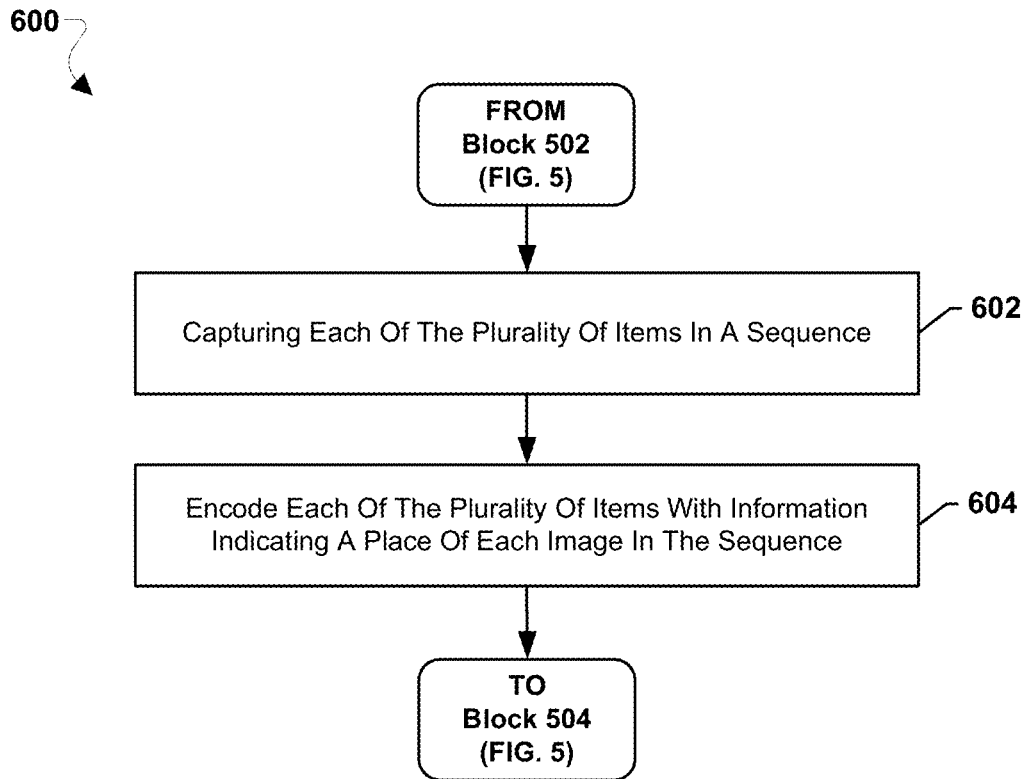 600
FROM
Block 502
(FIG. 5)
Capturing Each Of The Plurality Of Items In A Sequence
602
Encode Each Of The Plurality Of Items With Information
Indicating A Place Of Each Image In The Sequence
604
TO
Block 504
(FIG. 5)